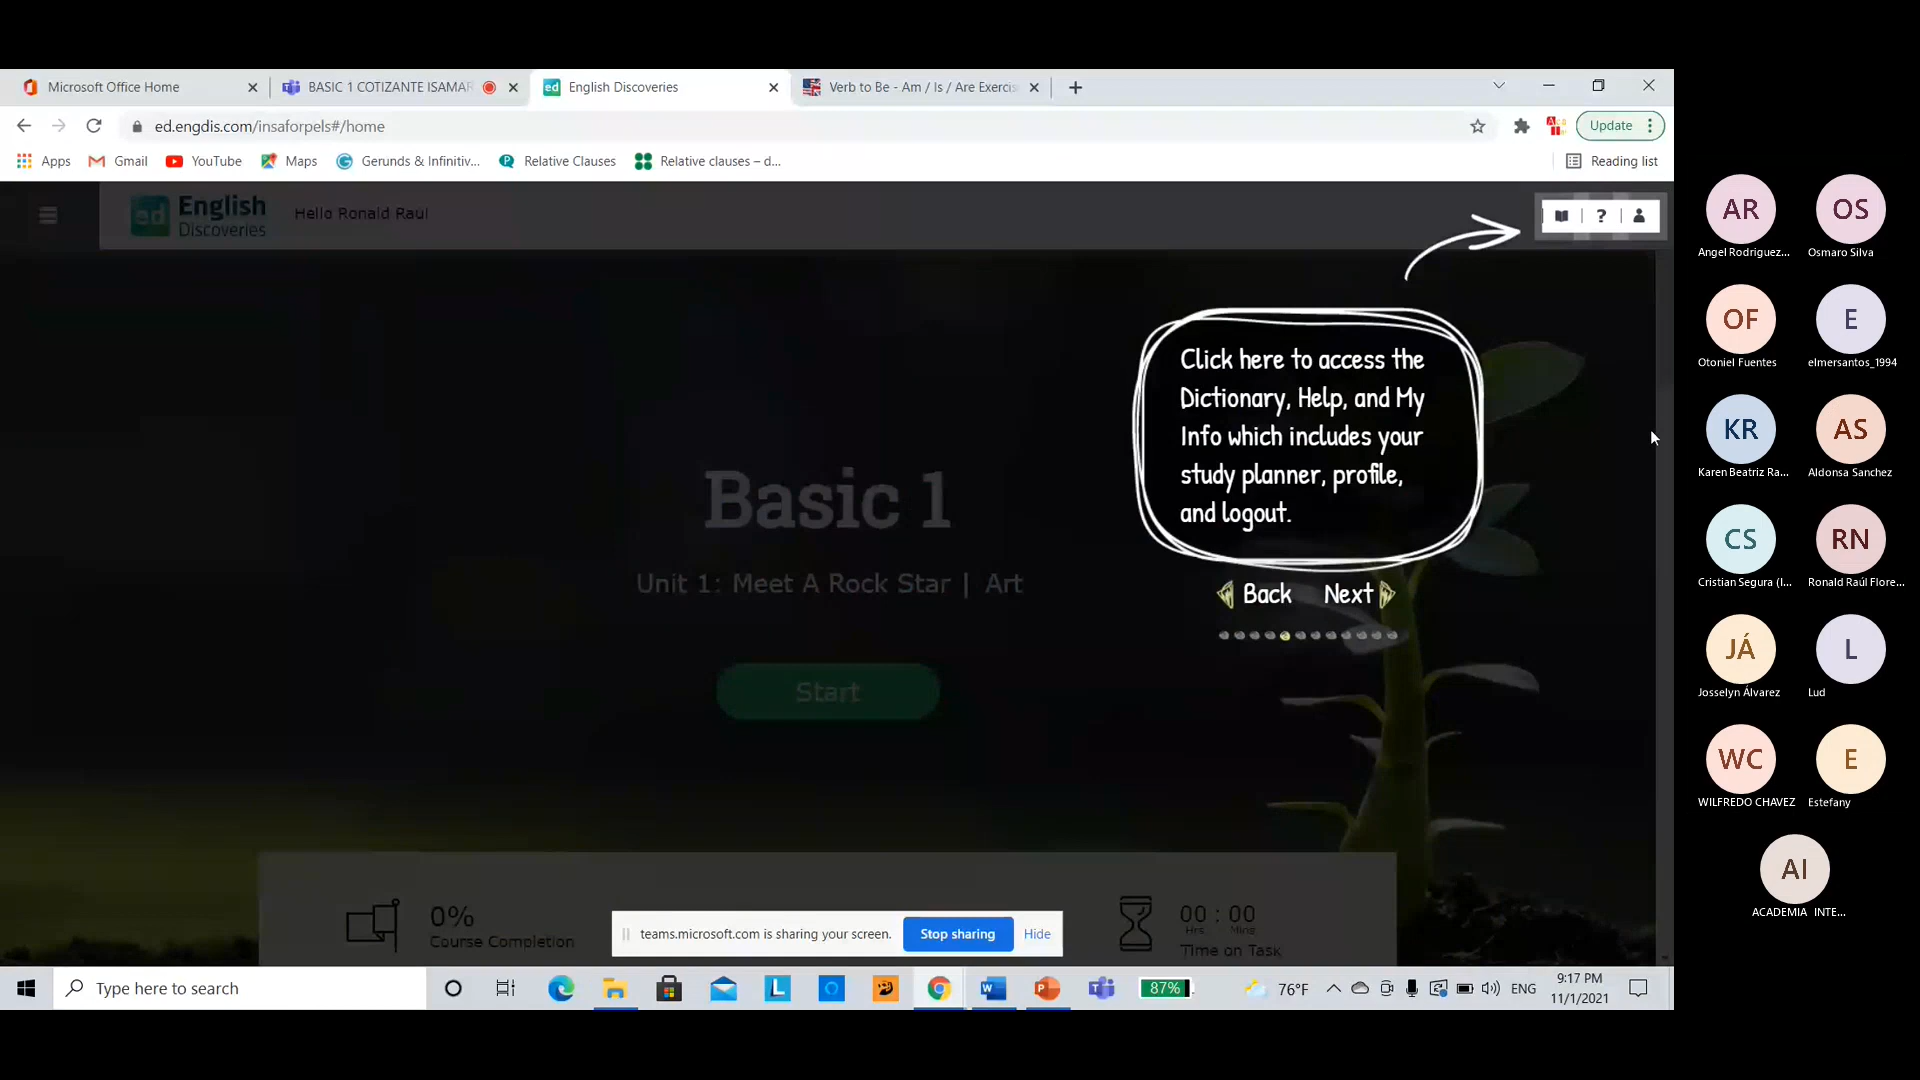 Microsoft Office Home
BASIC 1 COTIZANTE ISAMAR
English Discoveries
Verb to Be - Am / Is / Are Exercis
ed.engdis.com/insaforpels#/home
Update
Apps
Gmail
YouTube
Maps
Gerunds & Infinitiv...
Relative Clauses
Relative clauses – d...
Reading list
ed
English
Discoveries
Hello Ronald Raul
?
Click here to access the
Dictionary, Help, and My
Info which includes your
study planner, profile,
and logout.
Back Next
Basic 1
Unit 1: Meet A Rock Star | Art
Start
0%
Course Completion
00 : 00
Hrs. Mins.
Time on Task
teams.microsoft.com is sharing your screen.
Stop sharing
Hide
Type here to search
87%
76°F
ENG
9:17 PM
11/1/2021
AR
Angel Rodriguez...
OS
Osmaro Silva
OF
Otoniel Fuentes
E
elmersantos_1994
KR
Karen Beatriz Ra...
AS
Aldonsa Sanchez
CS
Cristian Segura (I...
RN
Ronald Raúl Flore...
JÁ
Josselyn Álvarez
L
Lud
WC
WILFREDO CHAVEZ
E
Estefany
AI
ACADEMIA INTE...